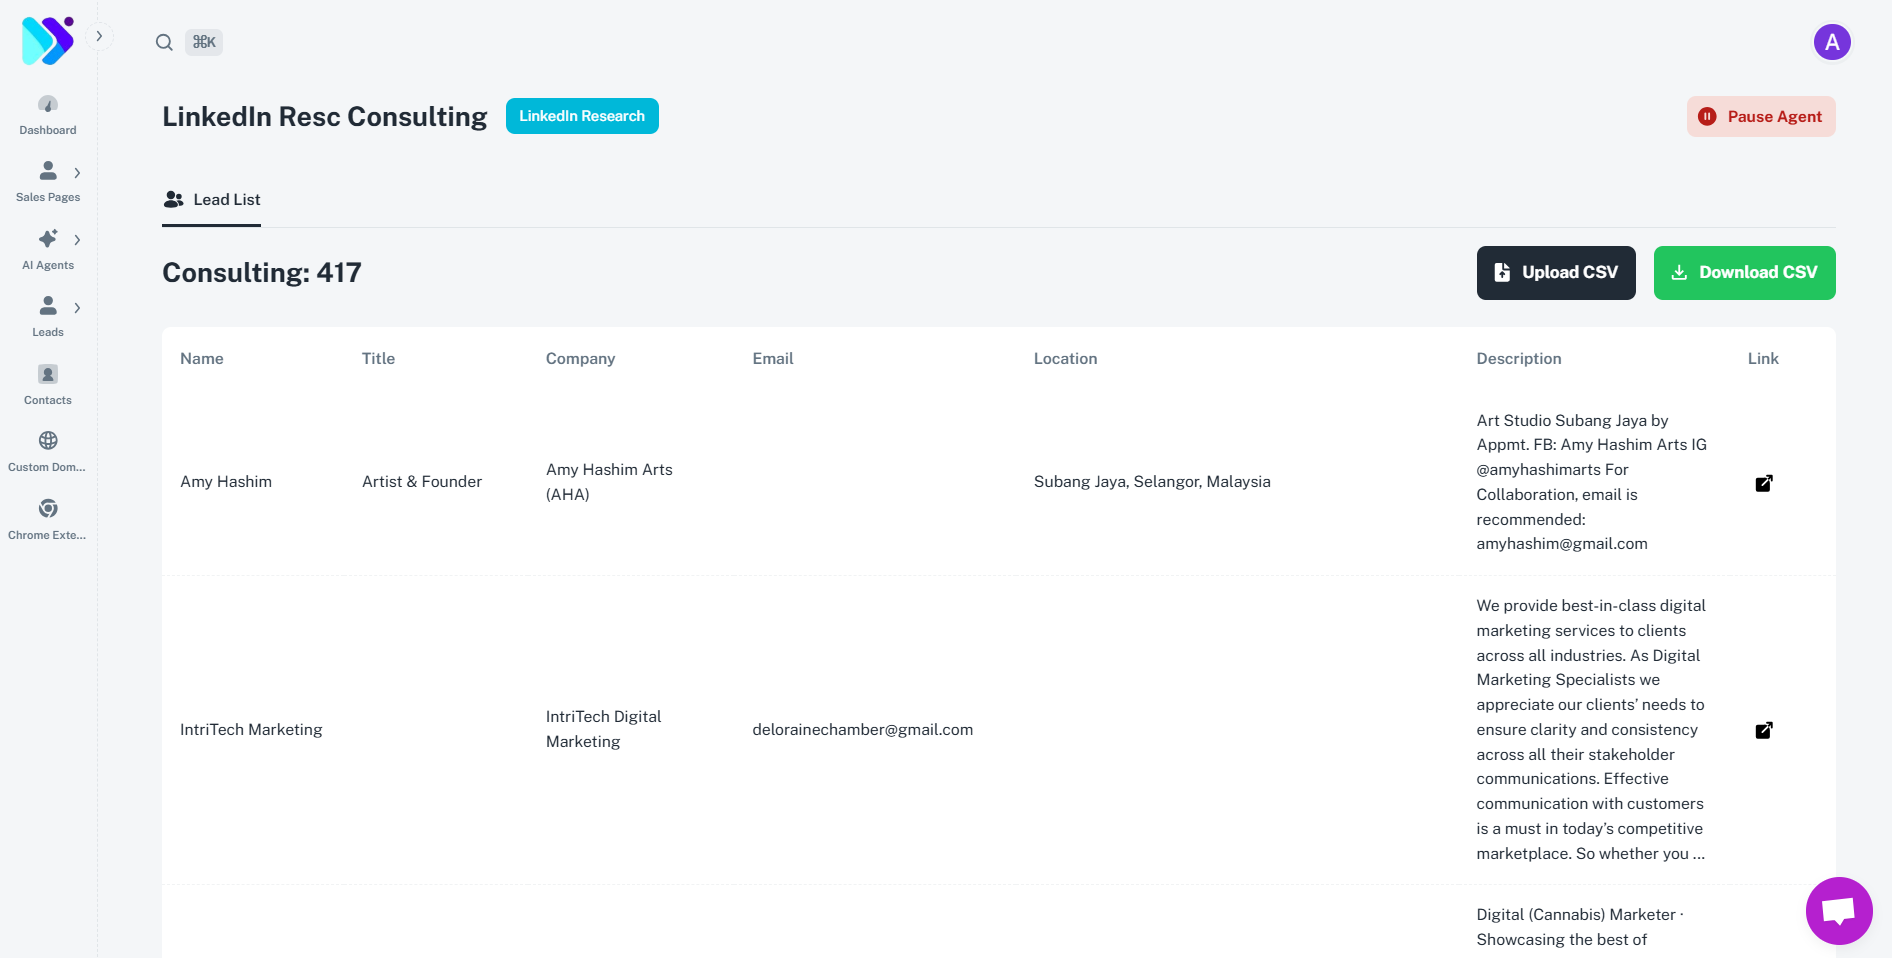 ⌘K
A
Dashboard
Sales Pages
AI Agents
Leads
Contacts
Custom Dom...
Chrome Exte...
LinkedIn Resc Consulting
LinkedIn Research
Pause Agent
Lead List
Consulting: 417
Upload CSV
Download CSV
Name Title Company Email Location Description Link
Amy Hashim
Artist & Founder
Amy Hashim Arts
(AHA)
Subang Jaya, Selangor, Malaysia
Art Studio Subang Jaya by
Appmt. FB: Amy Hashim Arts IG
@amyhashimarts For
Collaboration, email is
recommended:
amyhashim@gmail.com
IntriTech Marketing
IntriTech Digital
Marketing
delorainechamber@gmail.com
We provide best-in-class digital
marketing services to clients
across all industries. As Digital
Marketing Specialists we
appreciate our clients’ needs to
ensure clarity and consistency
across all their stakeholder
communications. Effective
communication with customers
is a must in today’s competitive
marketplace. So whether you ...
Digital (Cannabis) Marketer ·
Showcasing the best of